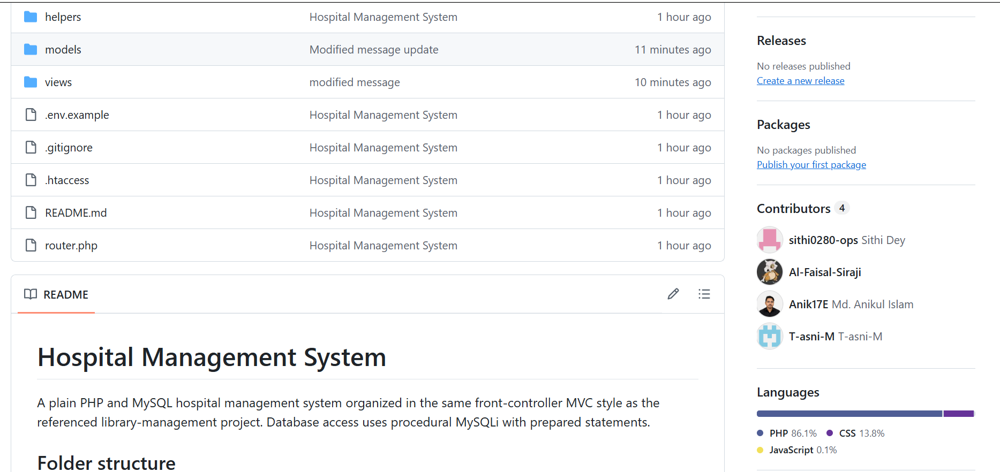 helpers Hospital Management System 1 hour ago
models Modified message update 11 minutes ago
views modified message 10 minutes ago
.env.example Hospital Management System 1 hour ago
.gitignore Hospital Management System 1 hour ago
.htaccess Hospital Management System 1 hour ago
README.md Hospital Management System 1 hour ago
router.php Hospital Management System 1 hour ago
README
Hospital Management System
A plain PHP and MySQL hospital management system organized in the same front-controller MVC style as the
referenced library-management project. Database access uses procedural MySQLi with prepared statements.
Folder structure
Releases
No releases published
Create a new release
Packages
No packages published
Publish your first package
Contributors 4
sithi0280-ops Sithi Dey
Al-Faisal-Siraji
Anik17E Md. Anikul Islam
T-asni-M T-asni-M
Languages
PHP 86.1% CSS 13.8%
JavaScript 0.1%